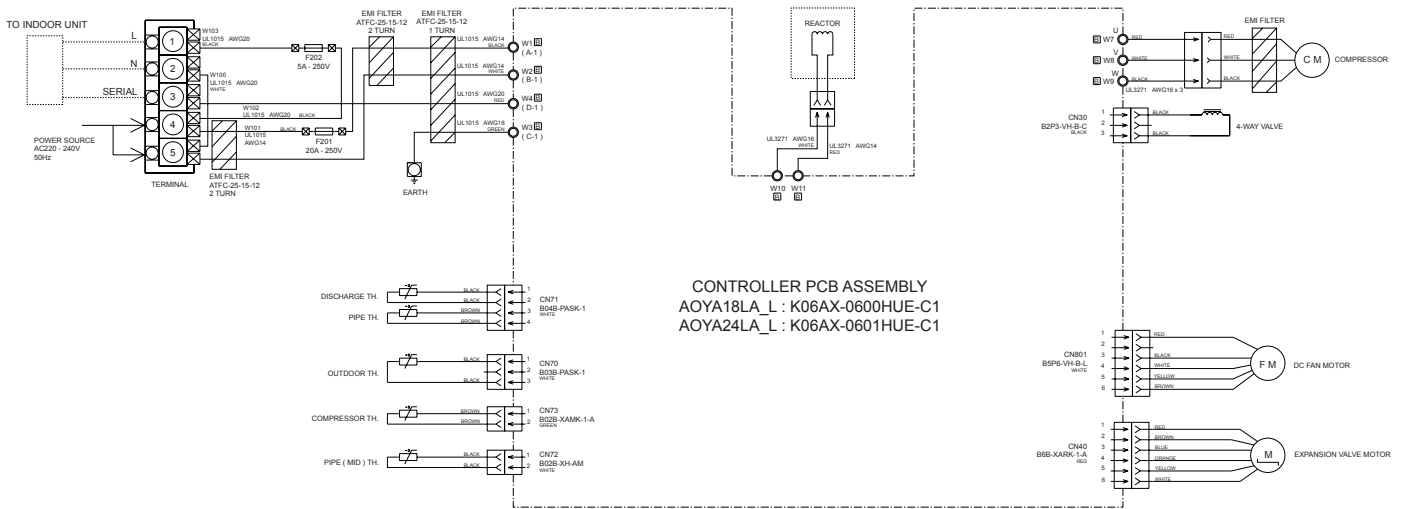 TO INDOOR UNIT
L
N
SERIAL
POWER SOURCE
AC220 - 240V
50Hz
1
2
3
4
5
TERMINAL
W103
UL1015 AWG20
BLACK
W100
UL1015 AWG20
WHITE
W102
UL1015 AWG20 BLACK
W101
UL1015
AWG14
BLACK
F202
5A - 250V
F201
20A - 250V
EMI FILTER
ATFC-25-15-12
2 TURN
EMI FILTER
ATFC-25-15-12
2 TURN
EMI FILTER
ATFC-25-15-12
1 TURN
UL1015 AWG14
BLACK
W1 B
( A-1 )
UL1015 AWG14
WHITE
W2 B
( B-1 )
UL1015 AWG20
RED
W4 B
( D-1 )
UL1015 AWG16
GREEN
W3 B
( C-1 )
EARTH
REACTOR
UL3271 AWG16
WHITE
UL3271 AWG14
RED
W10
B
W11
B
U
B W7
RED
V
B W8
WHITE
W
B W9
BLACK
UL3271 AWG16 x 3
RED
WHITE
BLACK
EMI FILTER
C M
COMPRESSOR
CN30
B2P3-VH-B-C
BLACK
1
2
3
BLACK
BLACK
4-WAY VALVE
CONTROLLER PCB ASSEMBLY
AOYA18LA_L : K06AX-0600HUE-C1
AOYA24LA_L : K06AX-0601HUE-C1
DISCHARGE TH.
PIPE TH.
BLACK
BLACK
BROWN
BROWN
1
2
3
4
CN71
B04B-PASK-1
WHITE
OUTDOOR TH.
BLACK
BLACK
1
2
3
CN70
B03B-PASK-1
WHITE
COMPRESSOR TH.
BROWN
BROWN
1
2
CN73
B02B-XAMK-1-A
GREEN
PIPE ( MID ) TH.
BLACK
BLACK
1
2
CN72
B02B-XH-AM
WHITE
CN801
B5P6-VH-B-L
WHITE
1
2
3
4
5
6
RED
BLACK
WHITE
YELLOW
BROWN
F M
DC FAN MOTOR
CN40
B6B-XARK-1-A
RED
1
2
3
4
5
6
RED
BROWN
BLUE
ORANGE
YELLOW
WHITE
M
EXPANSION VALVE MOTOR